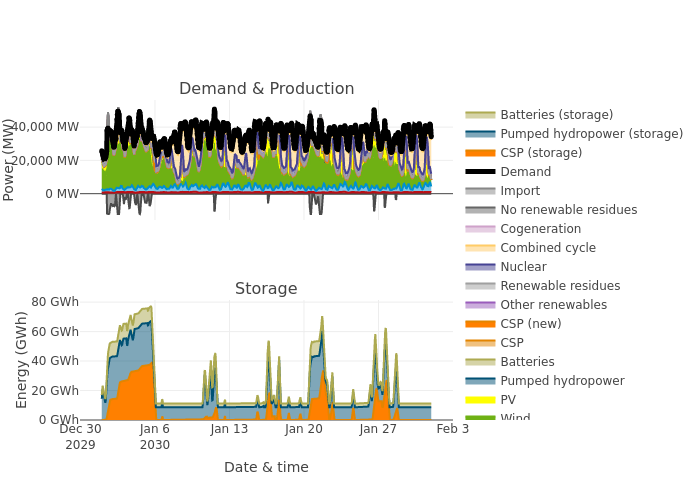 Demand & Production
Power (MW)
40,000 MW
20,000 MW
0 MW
Storage
Energy (GWh)
80 GWh
60 GWh
40 GWh
20 GWh
0 GWh
Dec 30 Jan 6 Jan 13 Jan 20 Jan 27 Feb 3
2029 2030
Date & time
Batteries (storage)
Pumped hydropower (storage)
CSP (storage)
Demand
Import
No renewable residues
Cogeneration
Combined cycle
Nuclear
Renewable residues
Other renewables
CSP (new)
CSP
Batteries
Pumped hydropower
PV
Wind